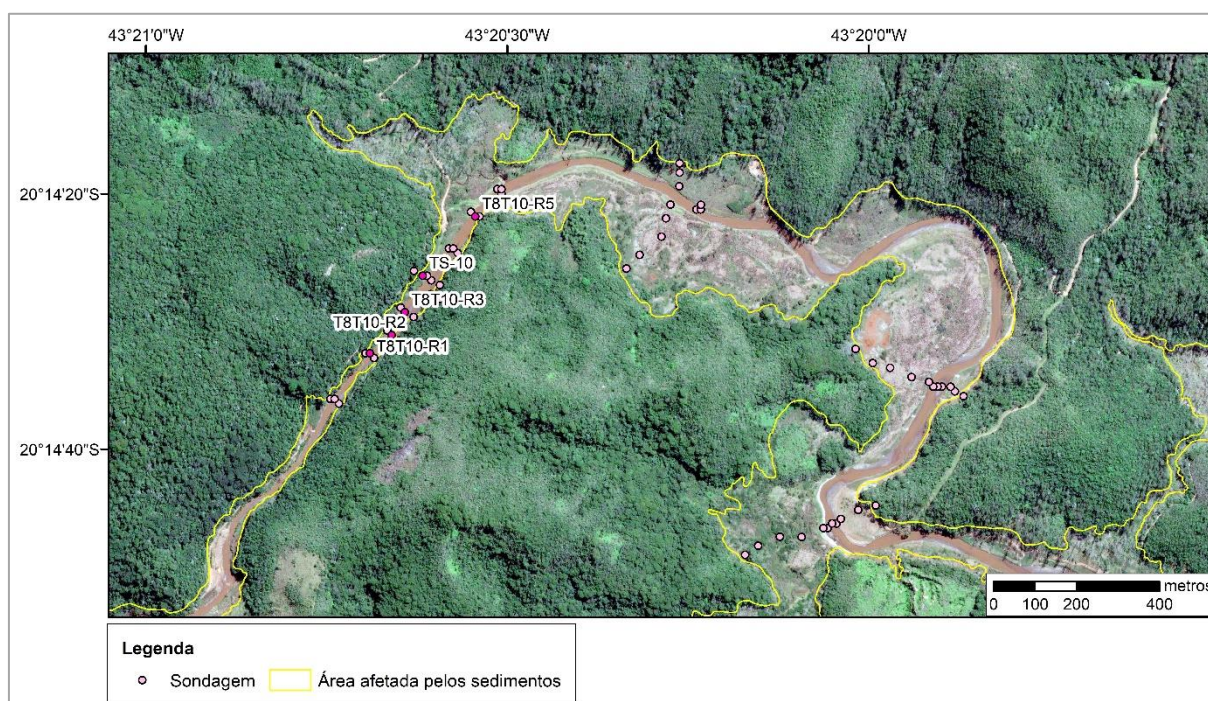 43°21'0"W
43°20'30"W
43°20'0"W
20°14'20"S
T8T10-R5
TS-10
T8T10-R3
T8T10-R2
T8T10-R1
20°14'40"S
metros
0 100 200 400
Legenda
Sondagem
Área afetada pelos sedimentos